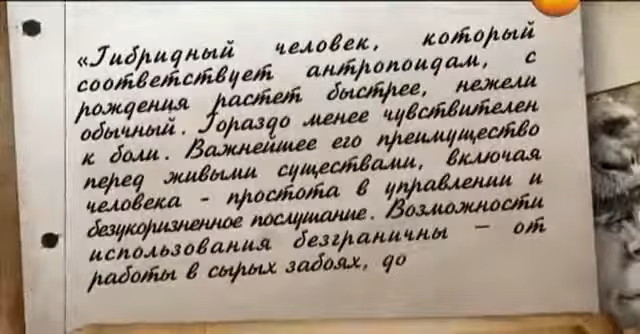 «Гибридный человек, который
соответствует антропоидам, с
рождения растет быстрее, нежели
обычный. Гораздо менее чувствителен
к боли. Важнейшее его преимущество
перед живыми существами, включая
человека - простота в управлении и
безукоризненное послушание. Возможности
использования безграничны – от
работы в сырых забоях, до